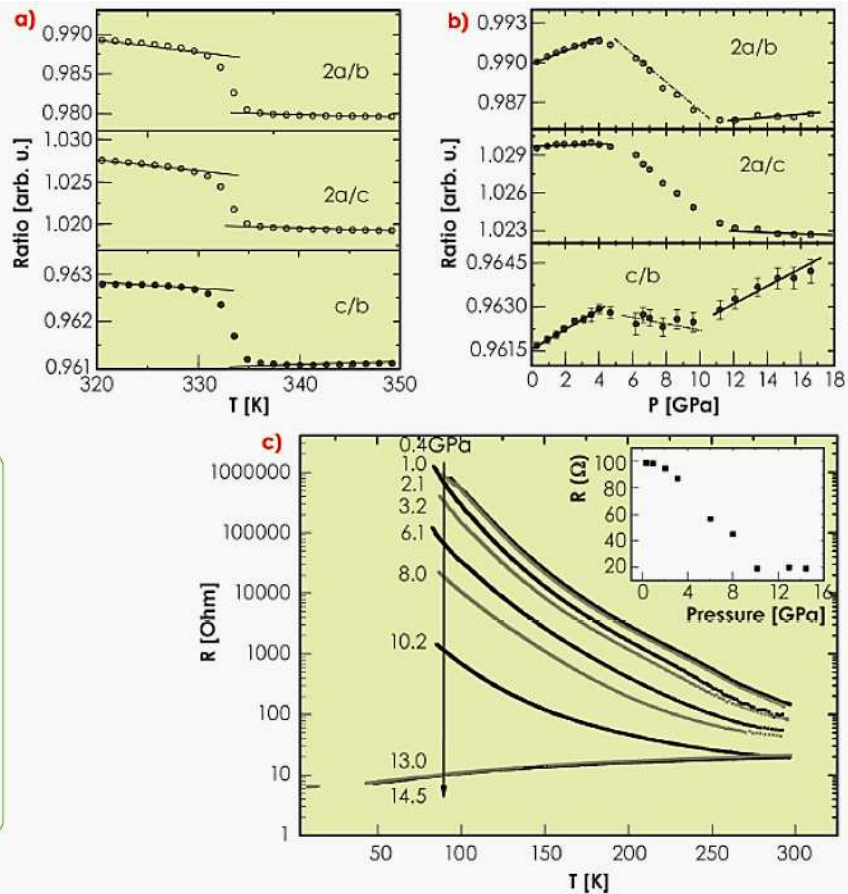 a)
0.990
0.985
0.980
2a/b
1.030
1.026
1.020
2a/c
0.963
0.962
0.961
c/b
Ratio [arb. u.]
320 330 340 350
T [K]
b)
0.993
0.990
0.987
2a/b
1.029
1.026
1.023
2a/c
0.9645
0.9630
0.9615
c/b
Ratio [arb. u.]
0 2 4 6 8 10 12 14 16 18
P [GPa]
c)
0.4GPa
1.0
2.1
3.2
6.1
8.0
10.2
13.0
14.5
1000000
100000
10000
1000
100
10
1
R [Ohm]
50 100 150 200 250 300
T [K]
100
80
60
40
20
R (Ω)
0 4 8 12 16
Pressure [GPa]